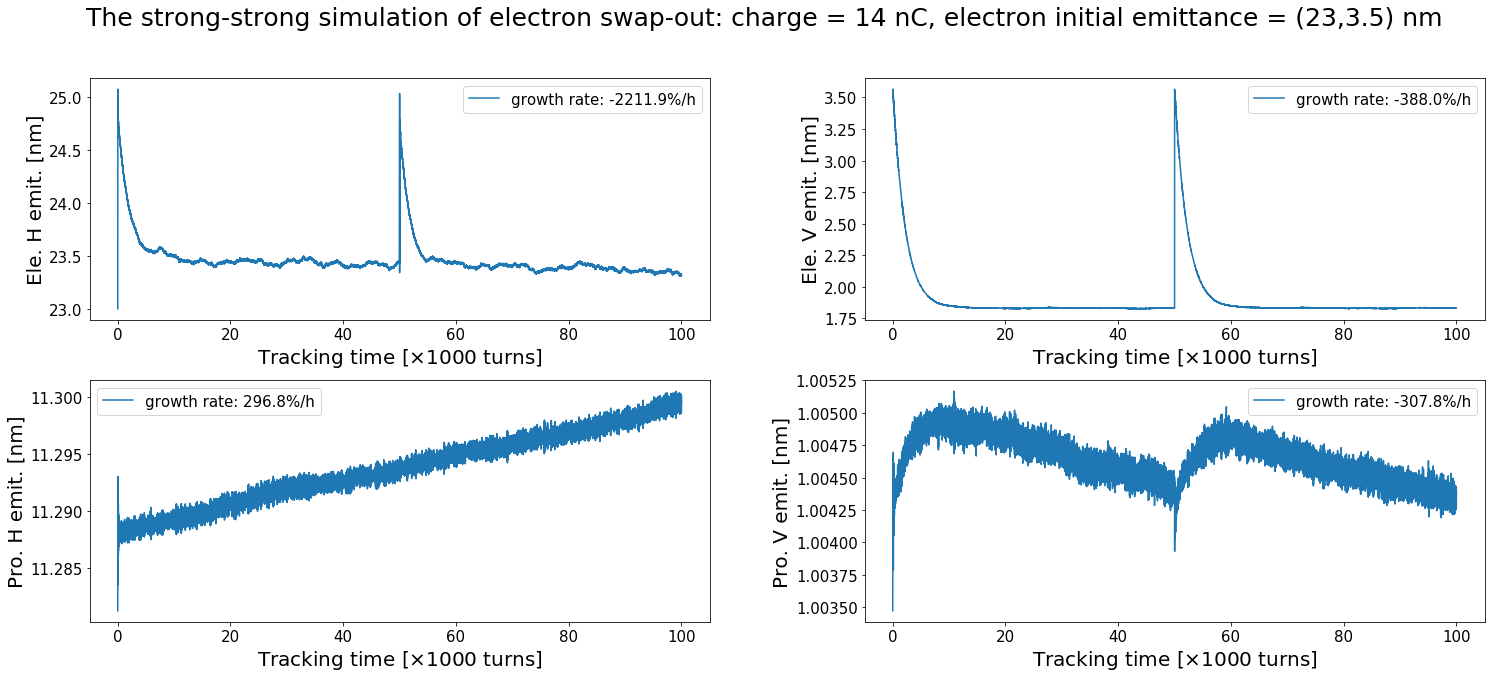 The strong-strong simulation of electron swap-out: charge = 14 nC, electron initial emittance = (23,3.5) nm
growth rate: -2211.9%/h
Ele. H emit. [nm]
25.0
24.5
24.0
23.5
23.0
0 20 40 60 80 100
Tracking time [×1000 turns]
growth rate: -388.0%/h
Ele. V emit. [nm]
3.50
3.25
3.00
2.75
2.50
2.25
2.00
1.75
0 20 40 60 80 100
Tracking time [×1000 turns]
growth rate: 296.8%/h
Pro. H emit. [nm]
11.300
11.295
11.290
11.285
0 20 40 60 80 100
Tracking time [×1000 turns]
growth rate: -307.8%/h
Pro. V emit. [nm]
1.00525
1.00500
1.00475
1.00450
1.00425
1.00400
1.00375
1.00350
0 20 40 60 80 100
Tracking time [×1000 turns]